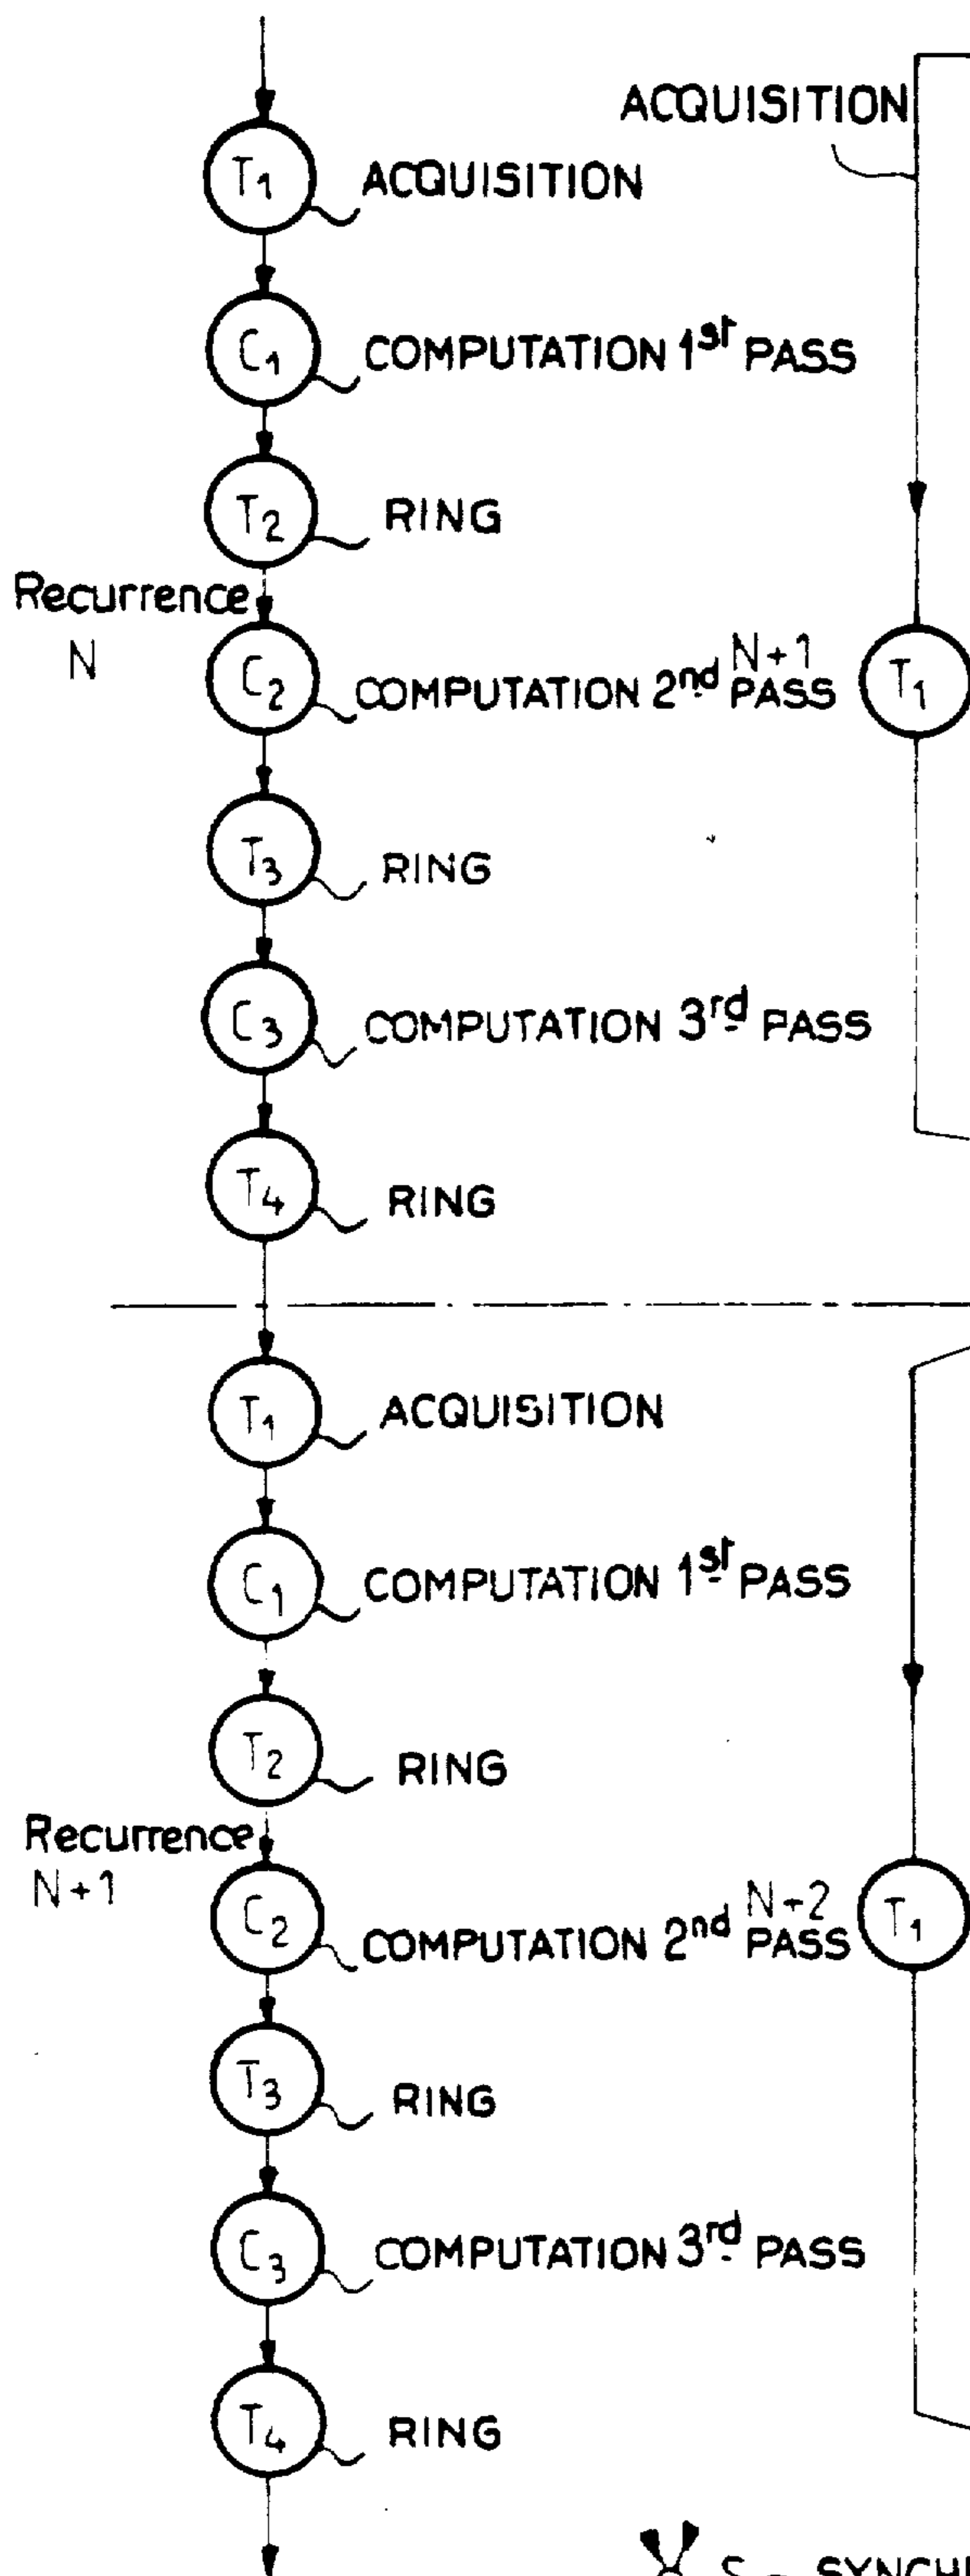 ACQUISITION
T1 ACQUISITION
C1 COMPUTATION 1st PASS
T2 RING
Recurrence
N
C2 COMPUTATION 2nd PASS
N+1
T1
T3 RING
C3 COMPUTATION 3rd PASS
T4 RING
T1 ACQUISITION
C1 COMPUTATION 1st PASS
T2 RING
Recurrence
N+1
C2 COMPUTATION 2nd PASS
N+2
T1
T3 RING
C3 COMPUTATION 3rd PASS
T4 RING